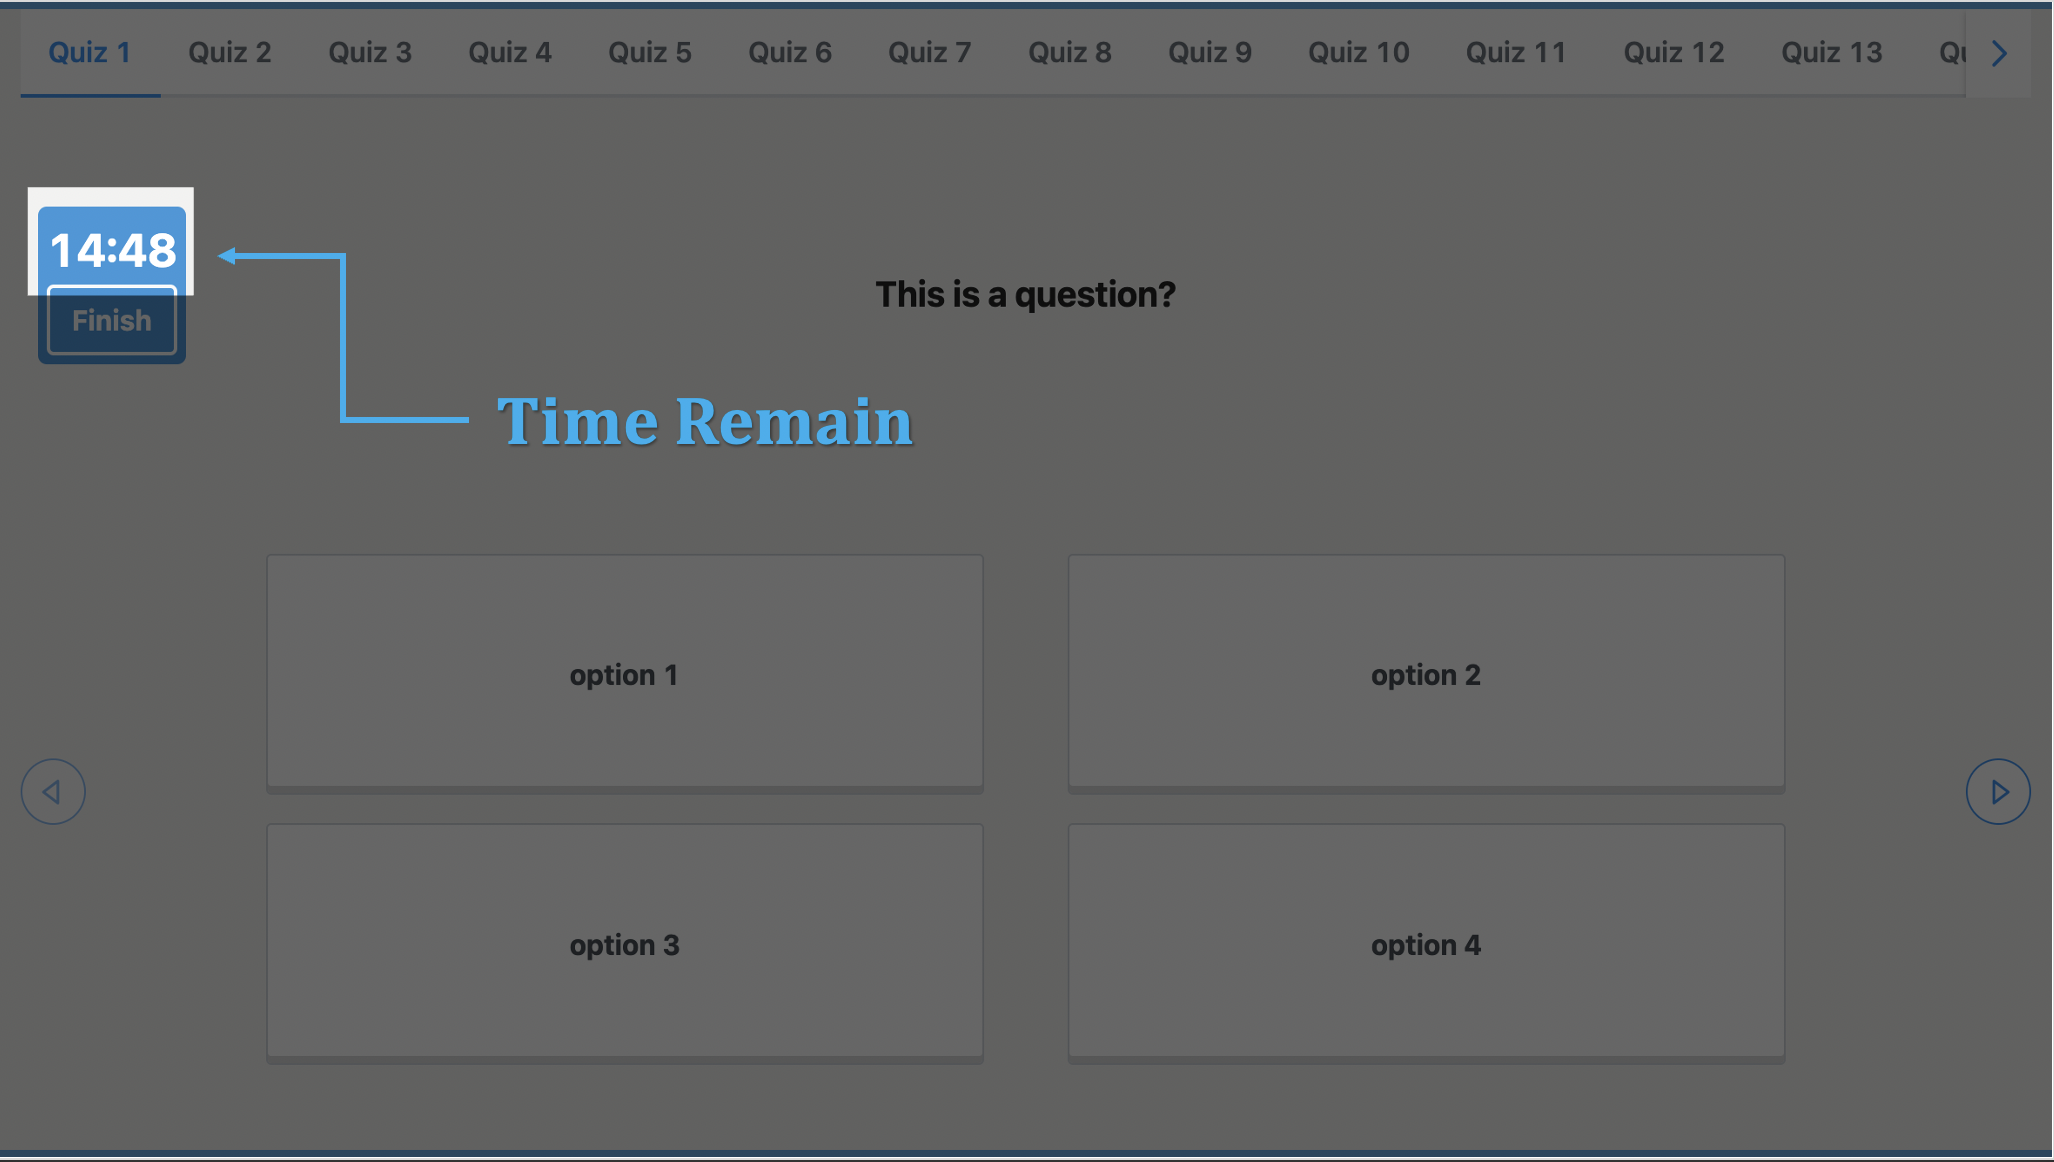 Quiz 1 Quiz 2 Quiz 3 Quiz 4 Quiz 5 Quiz 6 Quiz 7 Quiz 8 Quiz 9 Quiz 10 Quiz 11 Quiz 12 Quiz 13
14:48
Finish
This is a question?
Time Remain
option 1
option 2
option 3
option 4